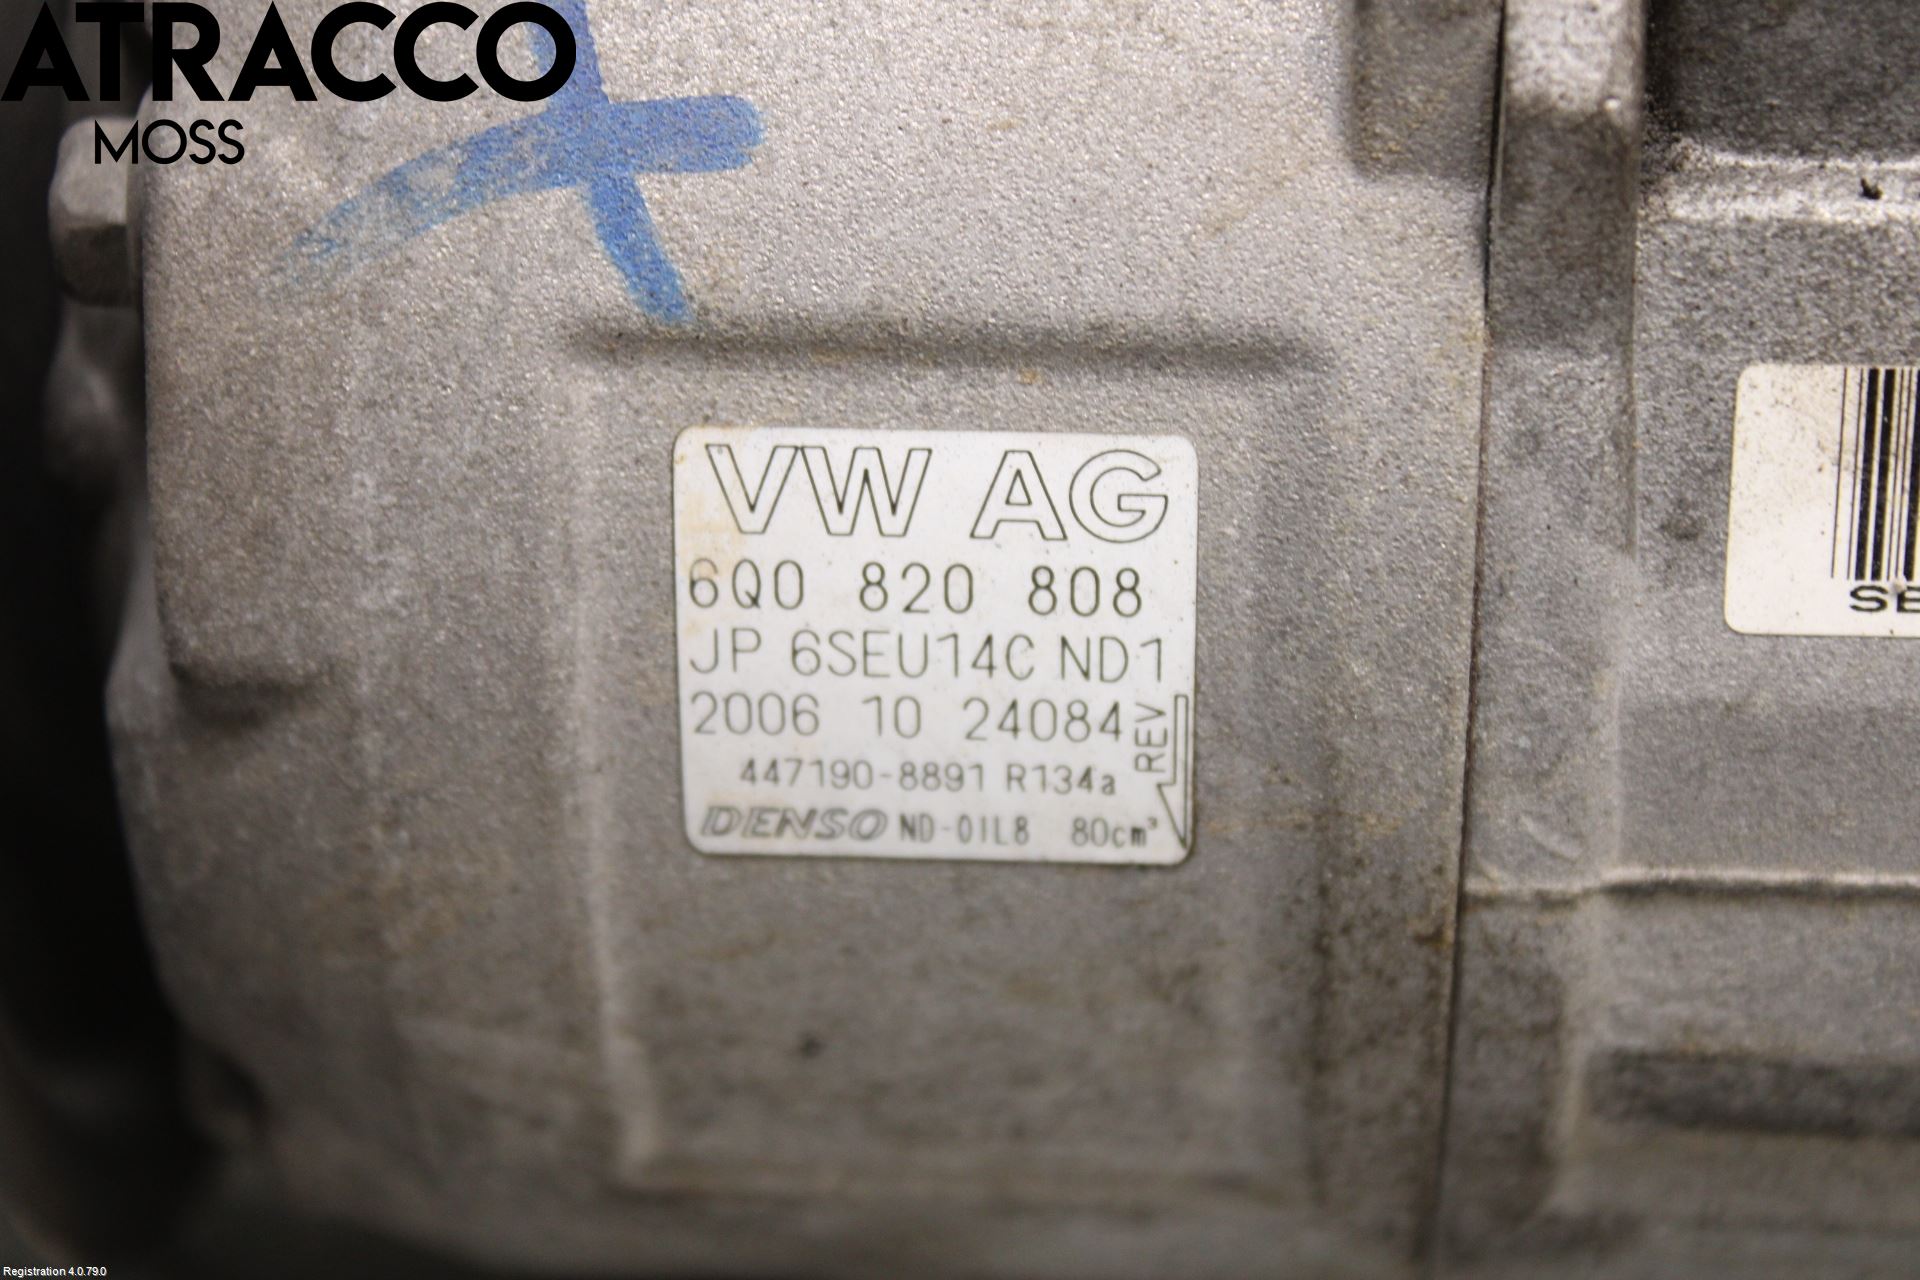 ATRACCO
MOSS
VW AG
6Q0 820 808
JP 6SEU14C ND1
2006 10 24084
REV
447190-8891 R134a
DENSO ND-OIL8 80cm³
SE
Registration 4.0.79.0